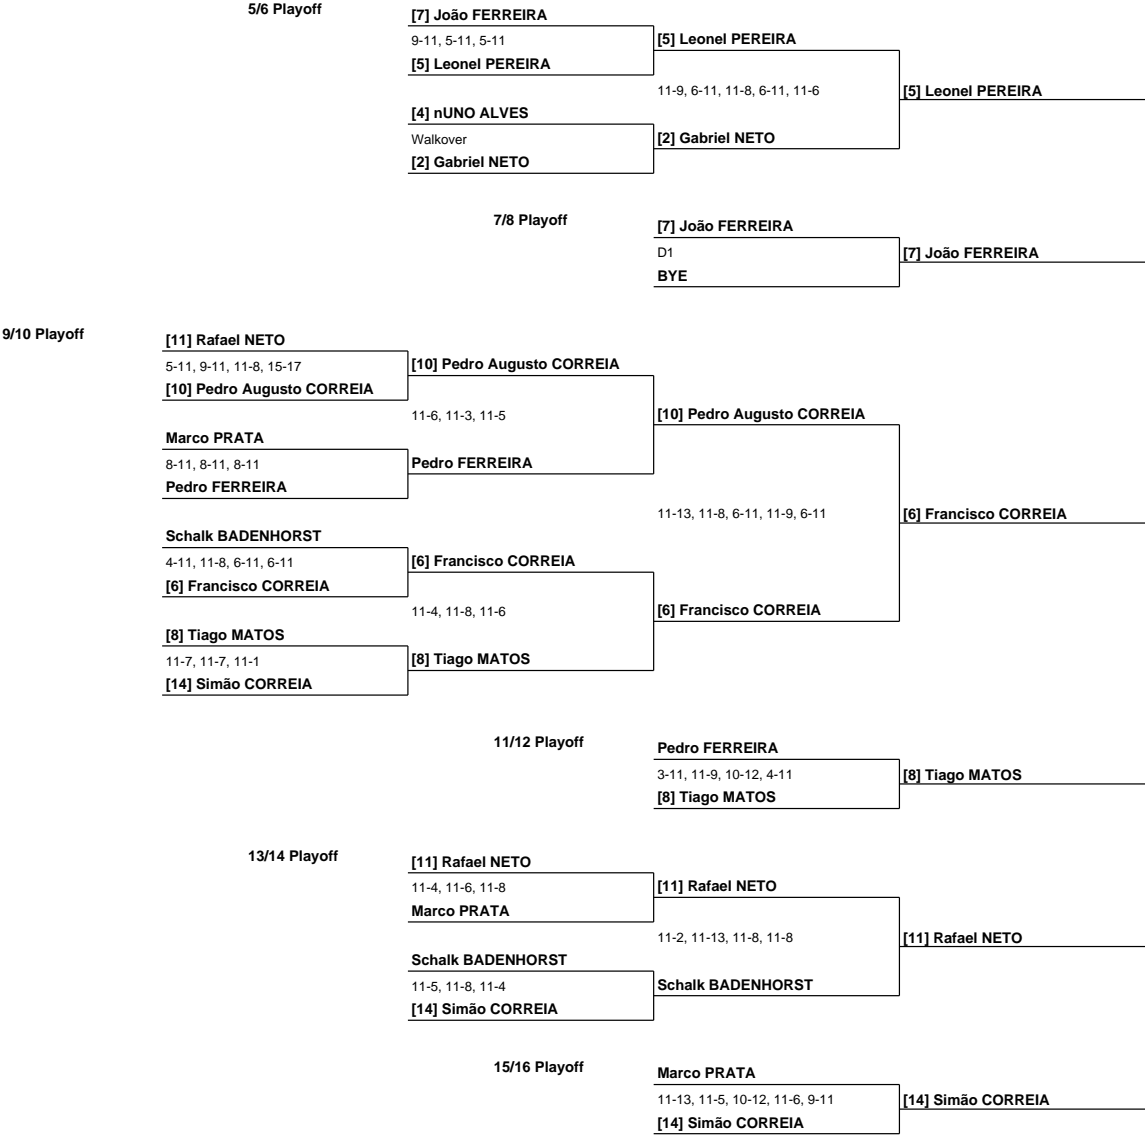 5/6 Playoff
[7] João FERREIRA
9-11, 5-11, 5-11
[5] Leonel PEREIRA
[5] Leonel PEREIRA
11-9, 6-11, 11-8, 6-11, 11-6
[5] Leonel PEREIRA
[4] nUNO ALVES
Walkover
[2] Gabriel NETO
[2] Gabriel NETO
7/8 Playoff
[7] João FERREIRA
D1
[7] João FERREIRA
BYE
9/10 Playoff
[11] Rafael NETO
5-11, 9-11, 11-8, 15-17
[10] Pedro Augusto CORREIA
[10] Pedro Augusto CORREIA
11-6, 11-3, 11-5
[10] Pedro Augusto CORREIA
Marco PRATA
8-11, 8-11, 8-11
Pedro FERREIRA
Pedro FERREIRA
11-13, 11-8, 6-11, 11-9, 6-11
[6] Francisco CORREIA
Schalk BADENHORST
4-11, 11-8, 6-11, 6-11
[6] Francisco CORREIA
[6] Francisco CORREIA
11-4, 11-8, 11-6
[6] Francisco CORREIA
[8] Tiago MATOS
11-7, 11-7, 11-1
[8] Tiago MATOS
[14] Simão CORREIA
11/12 Playoff
Pedro FERREIRA
3-11, 11-9, 10-12, 4-11
[8] Tiago MATOS
[8] Tiago MATOS
13/14 Playoff
[11] Rafael NETO
11-4, 11-6, 11-8
[11] Rafael NETO
Marco PRATA
11-2, 11-13, 11-8, 11-8
[11] Rafael NETO
Schalk BADENHORST
11-5, 11-8, 11-4
Schalk BADENHORST
[14] Simão CORREIA
15/16 Playoff
Marco PRATA
11-13, 11-5, 10-12, 11-6, 9-11
[14] Simão CORREIA
[14] Simão CORREIA